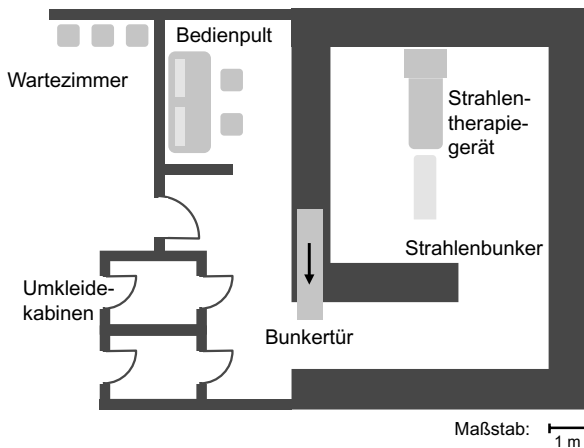 Bedienpult
Wartezimmer
Strahlen-
therapie-
gerät
Strahlenbunker
Umkleide-
kabinen
Bunkertür
Maßstab:
1 m